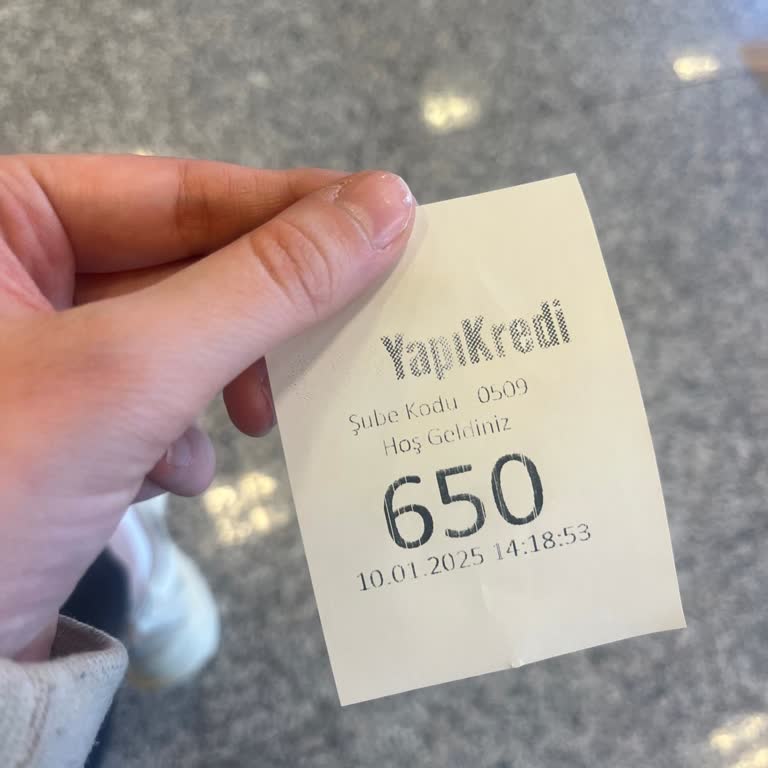 YapıKredi
Şube Kodu 0509
Hoş Geldiniz
650
10.01.2025 14:18:53